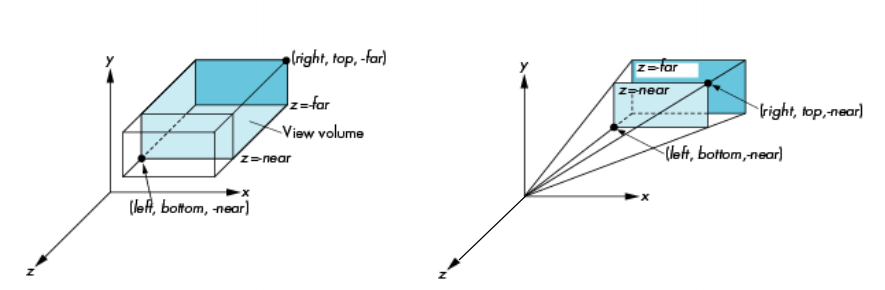 y
(right, top, -far)
z=-far
View volume
z=-near
x
(left, bottom, -near)
z
y
z=-far
z=-near
(right, top,-near)
(left, bottom,-near)
x
z